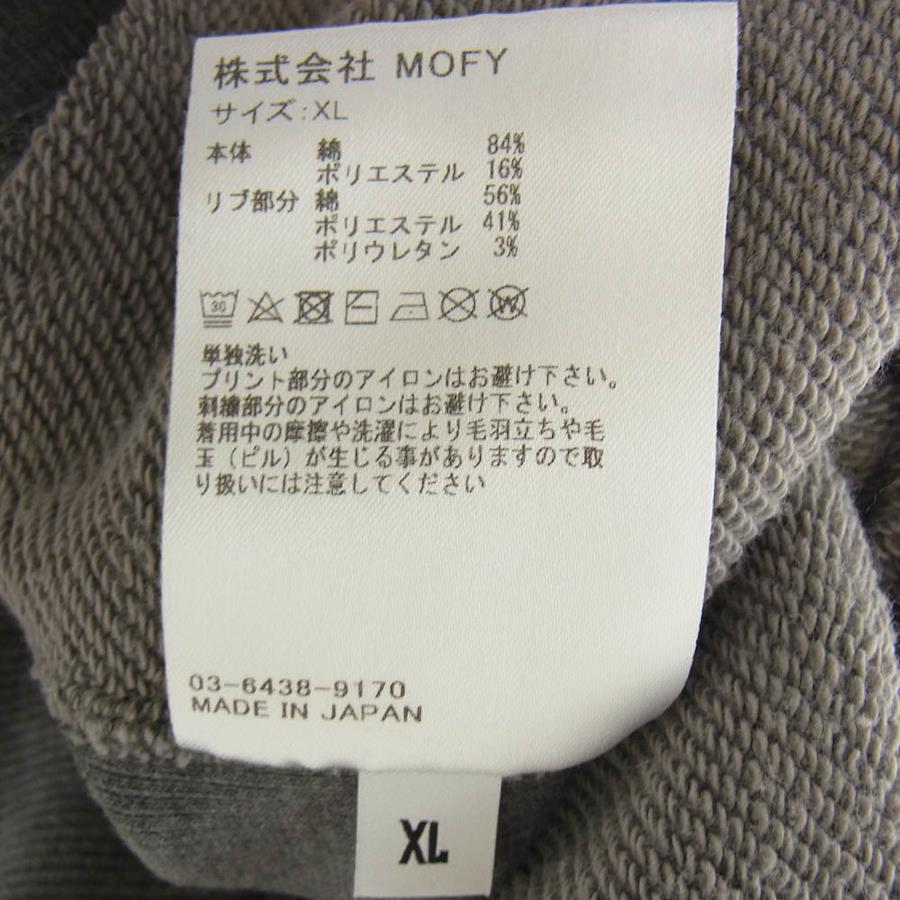 株式会社 MOFY
サイズ:XL
本体 綿 84%
ポリエステル 16%
リブ部分 綿 56%
ポリエステル 41%
ポリウレタン 3%
30
W
単独洗い
プリント部分のアイロンはお避け下さい。
刺繍部分のアイロンはお避け下さい。
着用中の摩擦や洗濯により毛羽立ちや毛
玉（ピル）が生じる事がありますので取
り扱いには注意してください
03-6438-9170
MADE IN JAPAN
XL